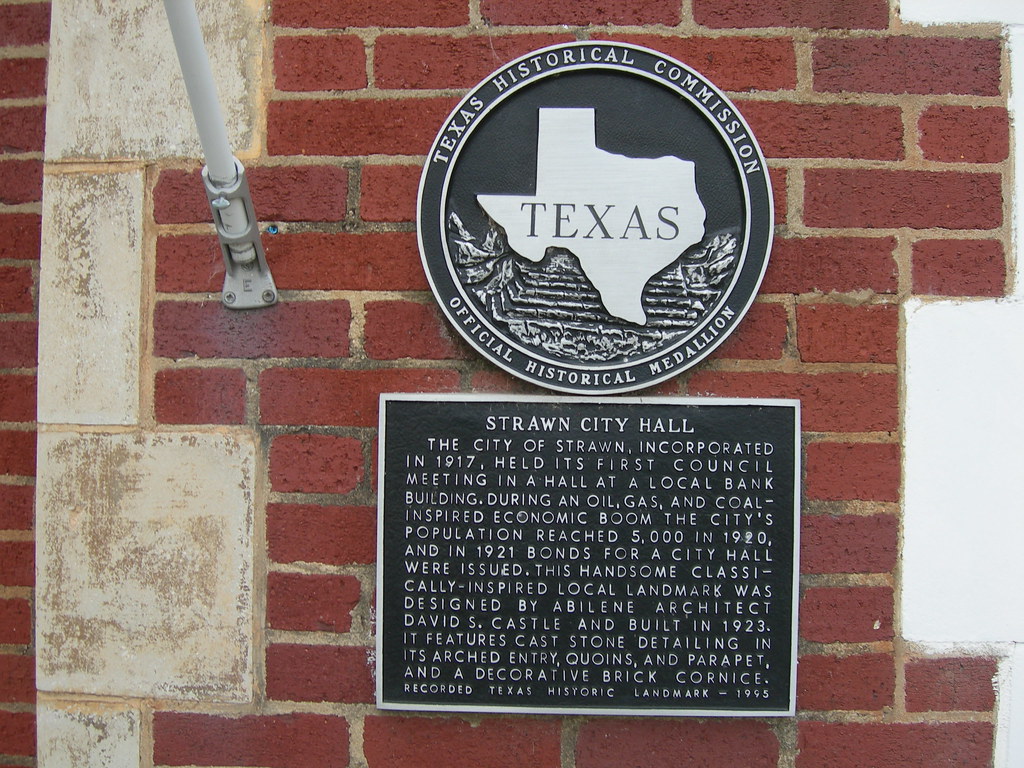 TEXAS HISTORICAL COMMISSION
TEXAS
OFFICIAL HISTORICAL MEDALLION
STRAWN CITY HALL
THE CITY OF STRAWN, INCORPORATED
IN 1917, HELD ITS FIRST COUNCIL
MEETING IN A HALL AT A LOCAL BANK
BUILDING. DURING AN OIL, GAS, AND COAL-
INSPIRED ECONOMIC BOOM THE CITY'S
POPULATION REACHED 5,000 IN 1920,
AND IN 1921 BONDS FOR A CITY HALL
WERE ISSUED. THIS HANDSOME CLASSI-
CALLY-INSPIRED LOCAL LANDMARK WAS
DESIGNED BY ABILENE ARCHITECT
DAVID S. CASTLE AND BUILT IN 1923.
IT FEATURES CAST STONE DETAILING IN
ITS ARCHED ENTRY, QUOINS, AND PARAPET,
AND A DECORATIVE BRICK CORNICE.
RECORDED TEXAS HISTORIC LANDMARK - 1995